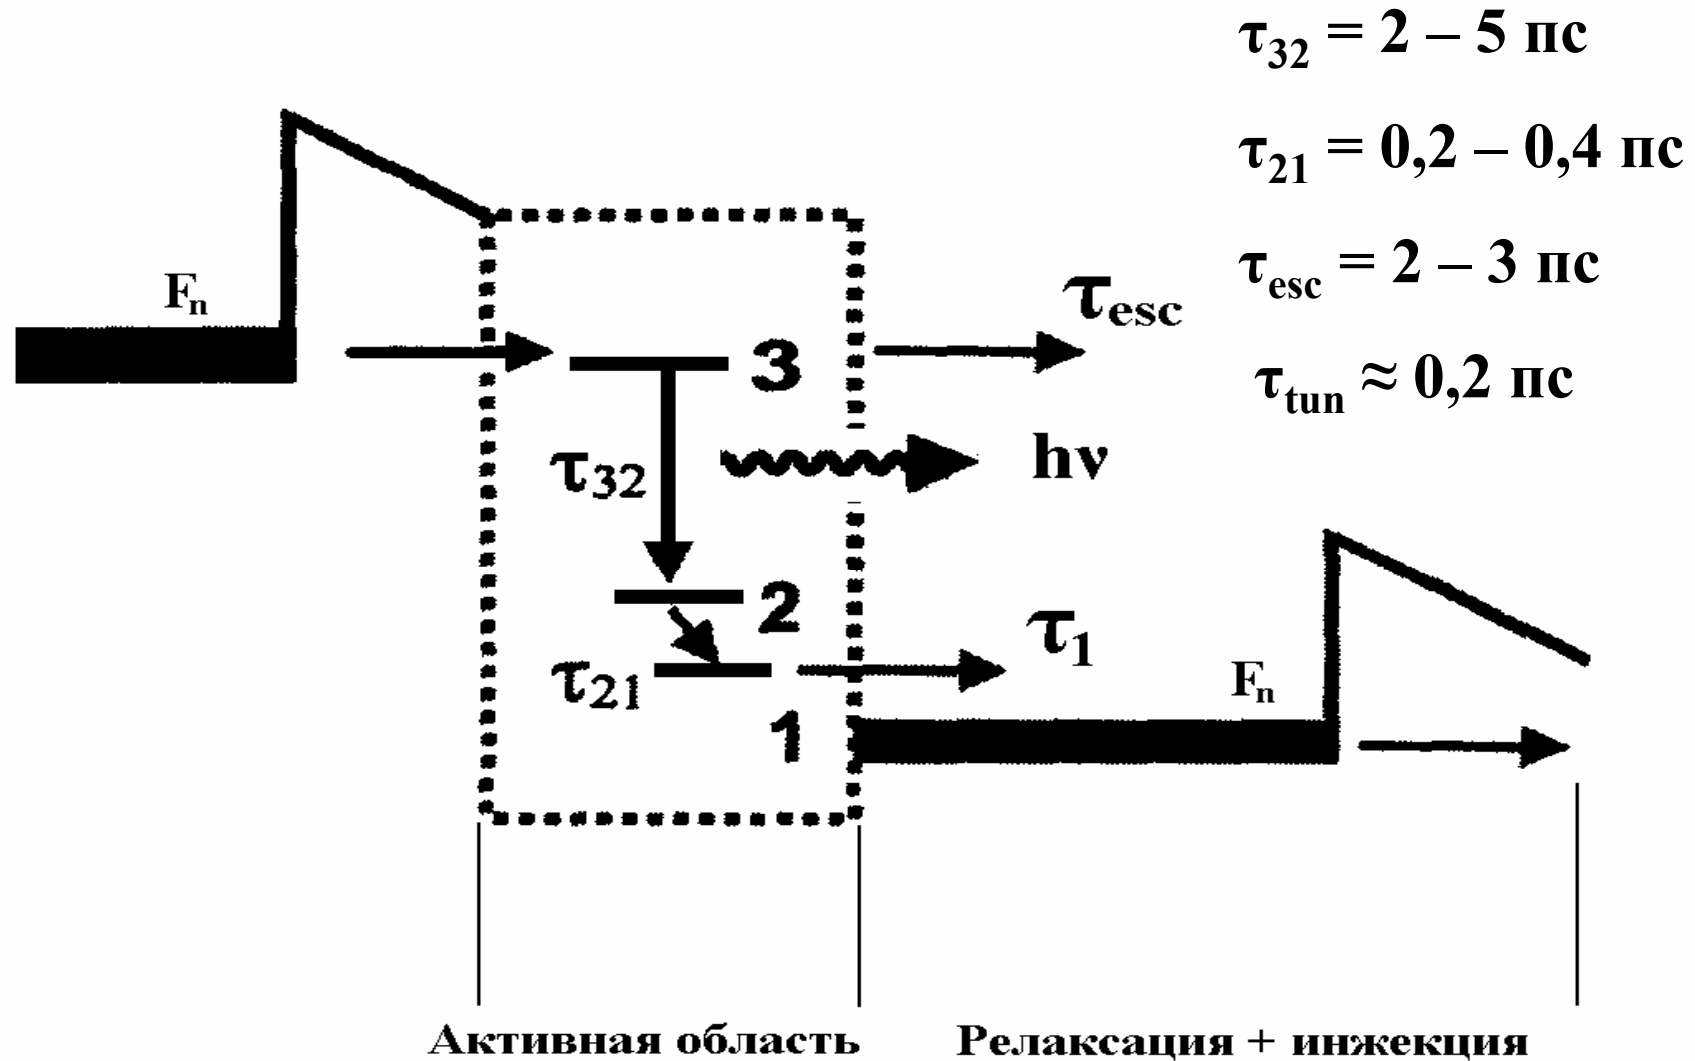 τ32 = 2 – 5 пс
τ21 = 0,2 – 0,4 пс
τesc = 2 – 3 пс
τtun ≈ 0,2 пс
Fn
τesc
3
τ32
hν
2
τ1
τ21
Fn
1
Активная область
Релаксация + инжекция